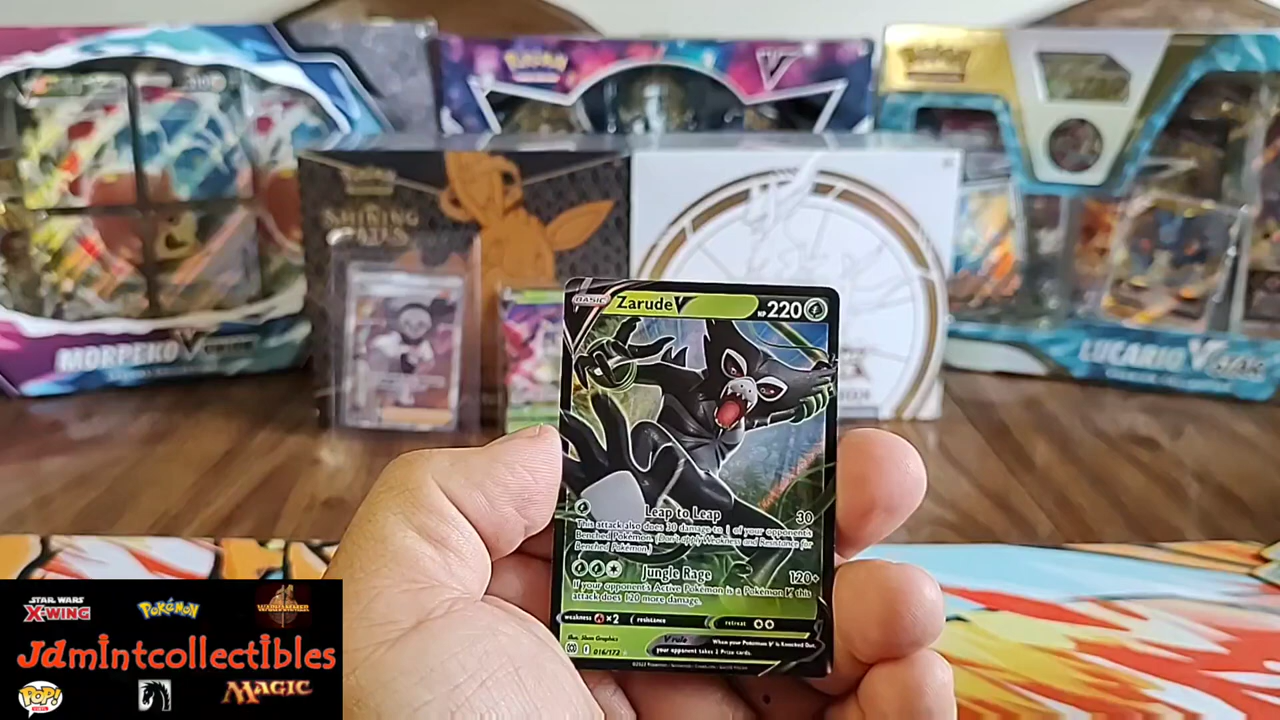 Pokémon
V
Pokémon
MORPEKO V
SHINING
FATES
LUCARIO V
BASIC Zarude V HP 220
Leap to Leap 30
This attack also does 30 damage to 1 of your opponent's
Benched Pokémon. (Don't apply Weakness and Resistance for
Benched Pokémon.)
Jungle Rage 120+
If your opponent's Active Pokémon is a Pokémon V, this
attack does 120 more damage.
weakness ×2 resistance retreat
V rule When your Pokémon V is Knocked Out,
your opponent takes 2 Prize cards.
016/172
STAR WARS
X-WING
POKÉMON
WARHAMMER
Jdmintcollectibles
POP!
MAGIC